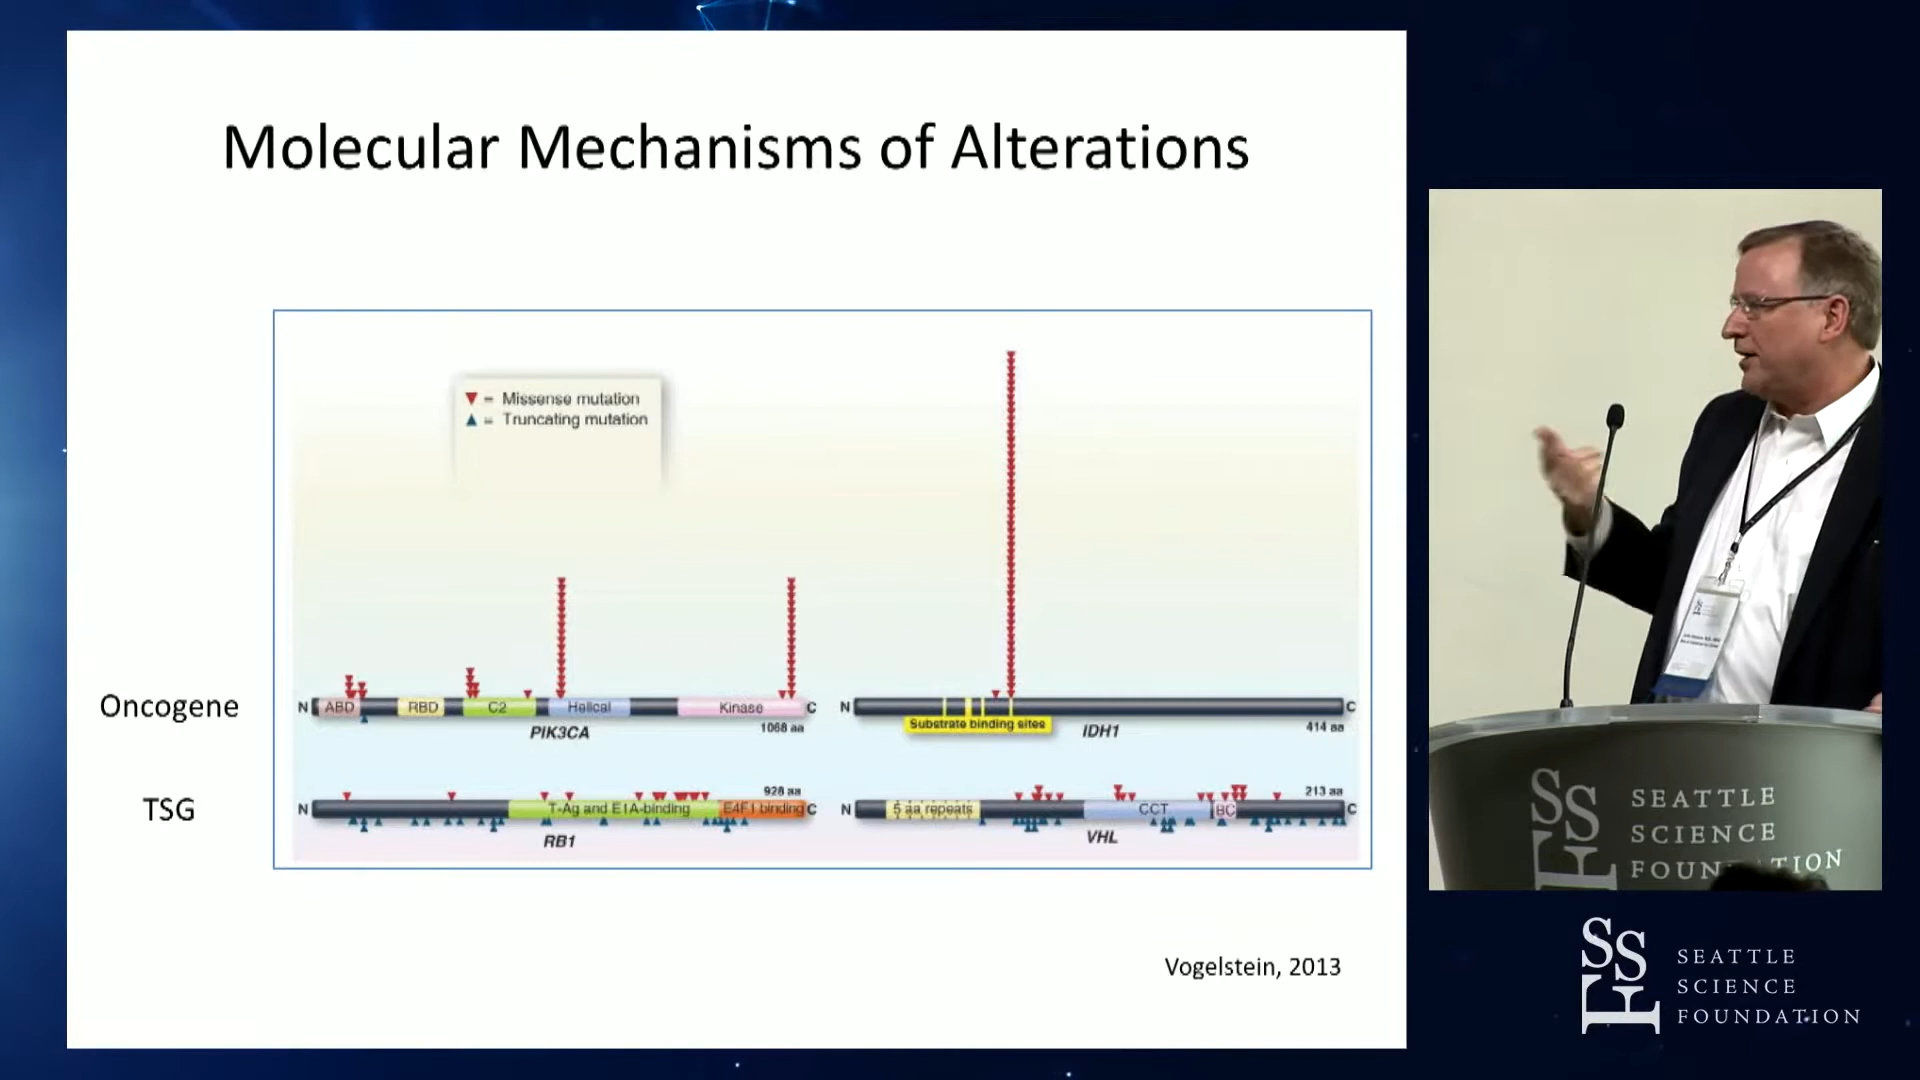 Molecular Mechanisms of Alterations
▼ = Missense mutation
▲ = Truncating mutation
Oncogene
N ABD RBD C2 Helical Kinase C
PIK3CA
1068 aa
N C
Substrate binding sites
IDH1
414 aa
TSG
928 aa
N T-Ag and E1A-binding E4F1 binding C
RB1
213 aa
N 5 aa repeats CCT BC C
VHL
Vogelstein, 2013
SEATTLE
SCIENCE
FOUNDATION
SEATTLE
SCIENCE
FOUNDATION